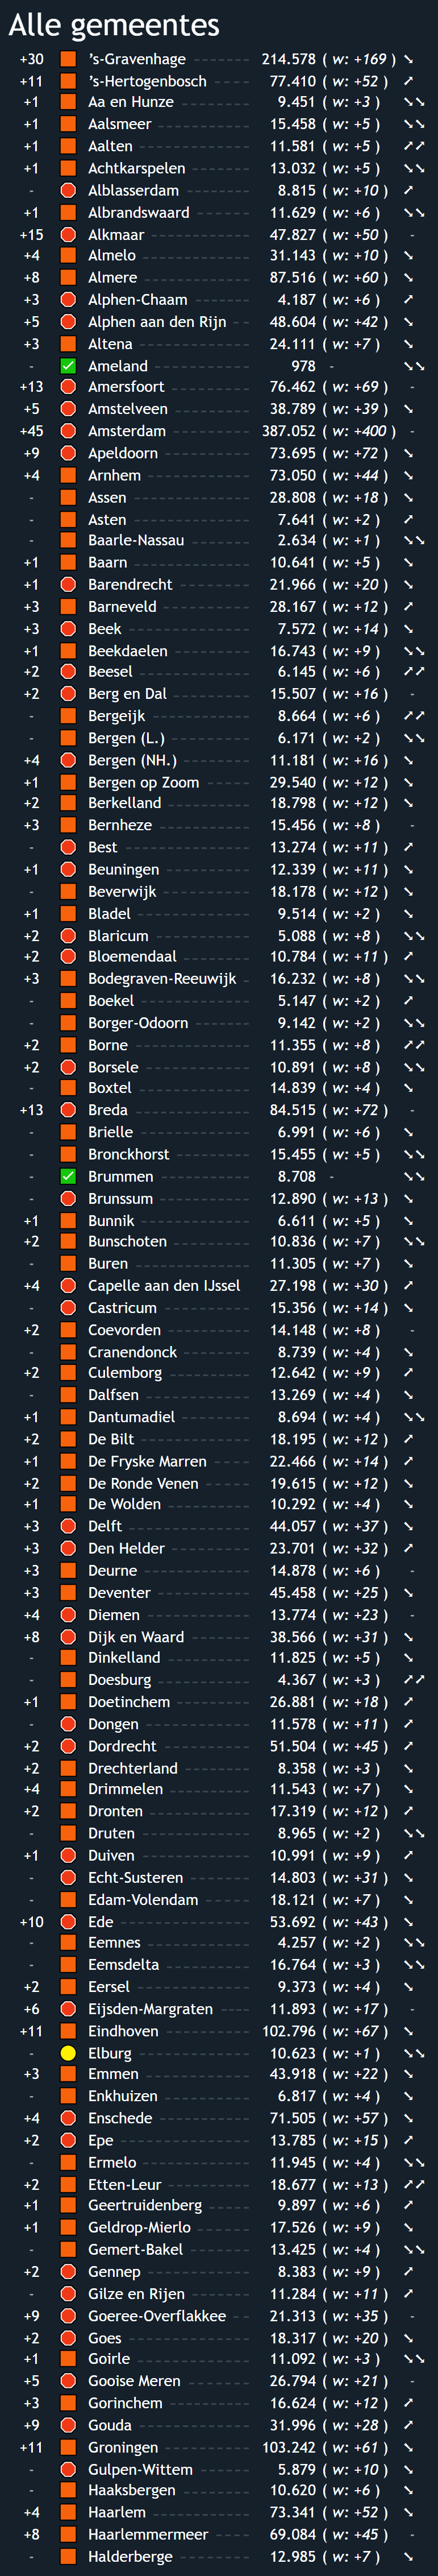 Alle gemeentes
+30 's-Gravenhage 214.578 ( w: +169 ) ➘
+11 's-Hertogenbosch 77.410 ( w: +52 ) ➚
+1 Aa en Hunze 9.451 ( w: +3 ) ➘➘
+1 Aalsmeer 15.458 ( w: +5 ) ➘➘
+1 Aalten 11.581 ( w: +5 ) ➚➚
+1 Achtkarspelen 13.032 ( w: +5 ) ➘➘
- Alblasserdam 8.815 ( w: +10 ) ➚
+1 Albrandswaard 11.629 ( w: +6 ) ➘➘
+15 Alkmaar 47.827 ( w: +50 ) -
+4 Almelo 31.143 ( w: +10 ) ➘
+8 Almere 87.516 ( w: +60 ) ➘
+3 Alphen-Chaam 4.187 ( w: +6 ) ➚
+5 Alphen aan den Rijn 48.604 ( w: +42 ) ➘
+3 Altena 24.111 ( w: +7 ) ➘
- Ameland 978 - ➘➘
+13 Amersfoort 76.462 ( w: +69 ) -
+5 Amstelveen 38.789 ( w: +39 ) ➘
+45 Amsterdam 387.052 ( w: +400 ) -
+9 Apeldoorn 73.695 ( w: +72 ) ➘
+4 Arnhem 73.050 ( w: +44 ) ➘
- Assen 28.808 ( w: +18 ) ➘
- Asten 7.641 ( w: +2 ) ➚
- Baarle-Nassau 2.634 ( w: +1 ) ➘➘
+1 Baarn 10.641 ( w: +5 ) ➘
+1 Barendrecht 21.966 ( w: +20 ) ➘
+3 Barneveld 28.167 ( w: +12 ) ➚
+3 Beek 7.572 ( w: +14 ) ➘
+1 Beekdaelen 16.743 ( w: +9 ) ➘➘
+2 Beesel 6.145 ( w: +6 ) ➚➚
+2 Berg en Dal 15.507 ( w: +16 ) -
- Bergeijk 8.664 ( w: +6 ) ➚➚
- Bergen (L.) 6.171 ( w: +2 ) ➘➘
+4 Bergen (NH.) 11.181 ( w: +16 ) ➘
+1 Bergen op Zoom 29.540 ( w: +12 ) ➘
+2 Berkelland 18.798 ( w: +12 ) ➘
+3 Bernheze 15.456 ( w: +8 ) -
- Best 13.274 ( w: +11 ) ➚
+1 Beuningen 12.339 ( w: +11 ) ➘
- Beverwijk 18.178 ( w: +12 ) ➘
+1 Bladel 9.514 ( w: +2 ) ➘
+2 Blaricum 5.088 ( w: +8 ) ➘➘
+2 Bloemendaal 10.784 ( w: +11 ) ➚
+3 Bodegraven-Reeuwijk 16.232 ( w: +8 ) ➘➘
- Boekel 5.147 ( w: +2 ) ➚
- Borger-Odoorn 9.142 ( w: +2 ) ➘➘
+2 Borne 11.355 ( w: +8 ) ➚➚
+2 Borsele 10.891 ( w: +8 ) ➘➘
- Boxtel 14.839 ( w: +4 ) ➘
+13 Breda 84.515 ( w: +72 ) -
- Brielle 6.991 ( w: +6 ) ➘
- Bronckhorst 15.455 ( w: +5 ) ➘➘
- Brummen 8.708 - ➘➘
- Brunssum 12.890 ( w: +13 ) ➘
+1 Bunnik 6.611 ( w: +5 ) ➘
+2 Bunschoten 10.836 ( w: +7 ) ➘➘
- Buren 11.305 ( w: +7 ) ➘
+4 Capelle aan den IJssel 27.198 ( w: +30 ) ➚
- Castricum 15.356 ( w: +14 ) ➘
+2 Coevorden 14.148 ( w: +8 ) -
- Cranendonck 8.739 ( w: +4 ) ➘
+2 Culemborg 12.642 ( w: +9 ) ➚
- Dalfsen 13.269 ( w: +4 ) ➘
+1 Dantumadiel 8.694 ( w: +4 ) ➘➘
+2 De Bilt 18.195 ( w: +12 ) ➚
+1 De Fryske Marren 22.466 ( w: +14 ) ➚
+2 De Ronde Venen 19.615 ( w: +12 ) ➘
+1 De Wolden 10.292 ( w: +4 ) ➘
+3 Delft 44.057 ( w: +37 ) ➘
+3 Den Helder 23.701 ( w: +32 ) ➚
+3 Deurne 14.878 ( w: +6 ) -
+3 Deventer 45.458 ( w: +25 ) ➘
+4 Diemen 13.774 ( w: +23 ) -
+8 Dijk en Waard 38.566 ( w: +31 ) ➘
- Dinkelland 11.825 ( w: +5 ) ➘
- Doesburg 4.367 ( w: +3 ) ➚➚
+1 Doetinchem 26.881 ( w: +18 ) ➚
- Dongen 11.578 ( w: +11 ) ➚
+2 Dordrecht 51.504 ( w: +45 ) ➚
+2 Drechterland 8.358 ( w: +3 ) ➘
+4 Drimmelen 11.543 ( w: +7 ) ➘
+2 Dronten 17.319 ( w: +12 ) ➚
- Druten 8.965 ( w: +2 ) ➘➘
+1 Duiven 10.991 ( w: +9 ) ➚
- Echt-Susteren 14.803 ( w: +31 ) ➘
- Edam-Volendam 18.121 ( w: +7 ) ➘
+10 Ede 53.692 ( w: +43 ) ➘
- Eemnes 4.257 ( w: +2 ) ➘➘
- Eemsdelta 16.764 ( w: +3 ) ➘➘
+2 Eersel 9.373 ( w: +4 ) ➘
+6 Eijsden-Margraten 11.893 ( w: +17 ) -
+11 Eindhoven 102.796 ( w: +67 ) ➘
- Elburg 10.623 ( w: +1 ) ➘➘
+3 Emmen 43.918 ( w: +22 ) ➘
- Enkhuizen 6.817 ( w: +4 ) ➘
+4 Enschede 71.505 ( w: +57 ) ➘
+2 Epe 13.785 ( w: +15 ) ➚
- Ermelo 11.945 ( w: +4 ) ➘➘
+2 Etten-Leur 18.677 ( w: +13 ) ➚➚
+1 Geertruidenberg 9.897 ( w: +6 ) ➚
+1 Geldrop-Mierlo 17.526 ( w: +9 ) ➘
- Gemert-Bakel 13.425 ( w: +4 ) ➘➘
+2 Gennep 8.383 ( w: +9 ) ➚
- Gilze en Rijen 11.284 ( w: +11 ) ➚
+9 Goeree-Overflakkee 21.313 ( w: +35 ) -
+2 Goes 18.317 ( w: +20 ) ➘
+1 Goirle 11.092 ( w: +3 ) ➘➘
+5 Gooise Meren 26.794 ( w: +21 ) -
+3 Gorinchem 16.624 ( w: +12 ) ➚
+9 Gouda 31.996 ( w: +28 ) ➚
+11 Groningen 103.242 ( w: +61 ) ➘
- Gulpen-Wittem 5.879 ( w: +10 ) ➘
- Haaksbergen 10.620 ( w: +6 ) ➘
+4 Haarlem 73.341 ( w: +52 ) ➘
+8 Haarlemmermeer 69.084 ( w: +45 ) -
- Halderberge 12.985 ( w: +7 ) ➘